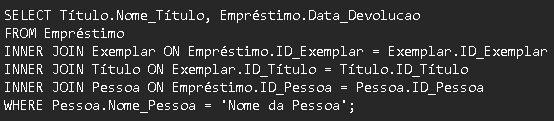 SELECT Título.Nome_Título, Empréstimo.Data_Devolucao
FROM Empréstimo
INNER JOIN Exemplar ON Empréstimo.ID_Exemplar = Exemplar.ID_Exemplar
INNER JOIN Título ON Exemplar.ID_Título = Título.ID_Título
INNER JOIN Pessoa ON Empréstimo.ID_Pessoa = Pessoa.ID_Pessoa
WHERE Pessoa.Nome_Pessoa = 'Nome da Pessoa';